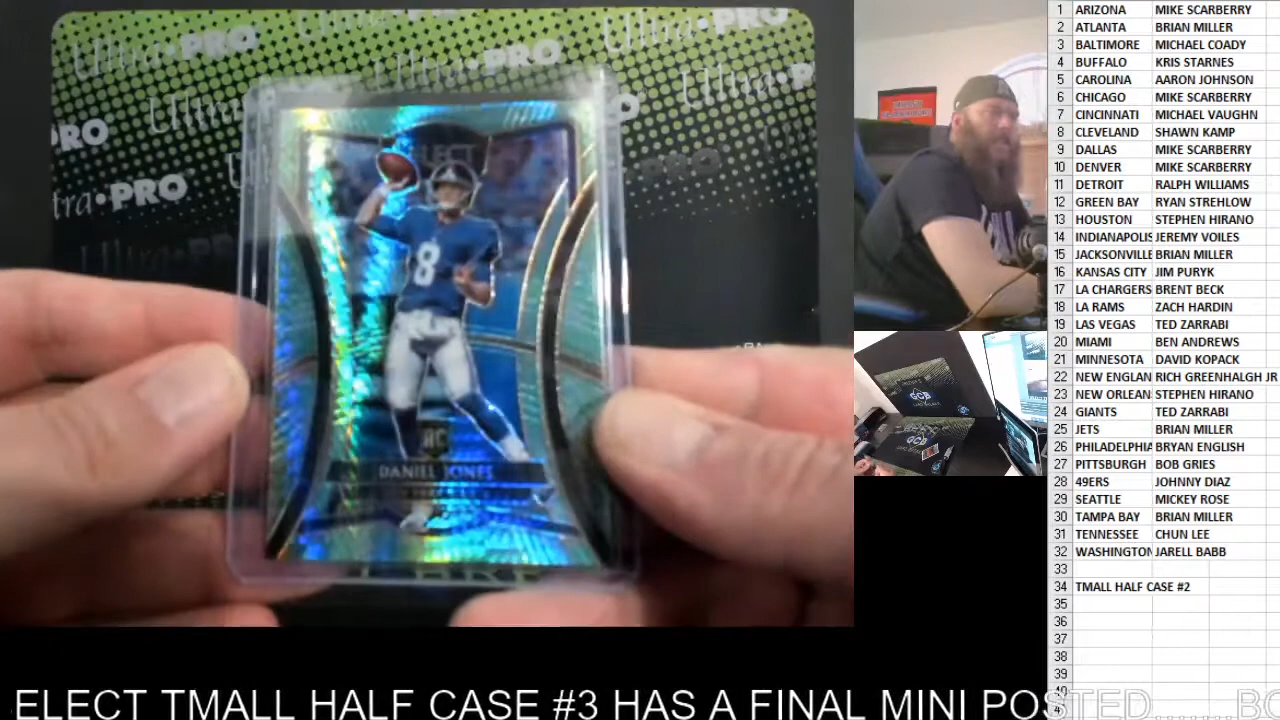 Ultra•PRO
PRO
Ultra•PRO
Ultra•PRO
Ultra•P
PRO
tra•PRO
SELECT
8
RC
DANIEL JONES
1 ARIZONA MIKE SCARBERRY
2 ATLANTA BRIAN MILLER
3 BALTIMORE MICHAEL COADY
4 BUFFALO KRIS STARNES
5 CAROLINA AARON JOHNSON
6 CHICAGO MIKE SCARBERRY
7 CINCINNATI MICHAEL VAUGHN
8 CLEVELAND SHAWN KAMP
9 DALLAS MIKE SCARBERRY
10 DENVER MIKE SCARBERRY
11 DETROIT RALPH WILLIAMS
12 GREEN BAY RYAN STREHLOW
13 HOUSTON STEPHEN HIRANO
14 INDIANAPOLIS JEREMY VOILES
15 JACKSONVILLE BRIAN MILLER
16 KANSAS CITY JIM PURYK
17 LA CHARGERS BRENT BECK
18 LA RAMS ZACH HARDIN
19 LAS VEGAS TED ZARRABI
20 MIAMI BEN ANDREWS
21 MINNESOTA DAVID KOPACK
22 NEW ENGLAN RICH GREENHALGH JR
23 NEW ORLEAN STEPHEN HIRANO
24 GIANTS TED ZARRABI
25 JETS BRIAN MILLER
26 PHILADELPHIA BRYAN ENGLISH
27 PITTSBURGH BOB GRIES
28 49ERS JOHNNY DIAZ
29 SEATTLE MICKEY ROSE
30 TAMPA BAY BRIAN MILLER
31 TENNESSEE CHUN LEE
32 WASHINGTON JARELL BABB
33
34 TMALL HALF CASE #2
35
36
37
38
39
40
GCB
GCB
ELECT TMALL HALF CASE #3 HAS A FINAL MINI POSTED.......BO